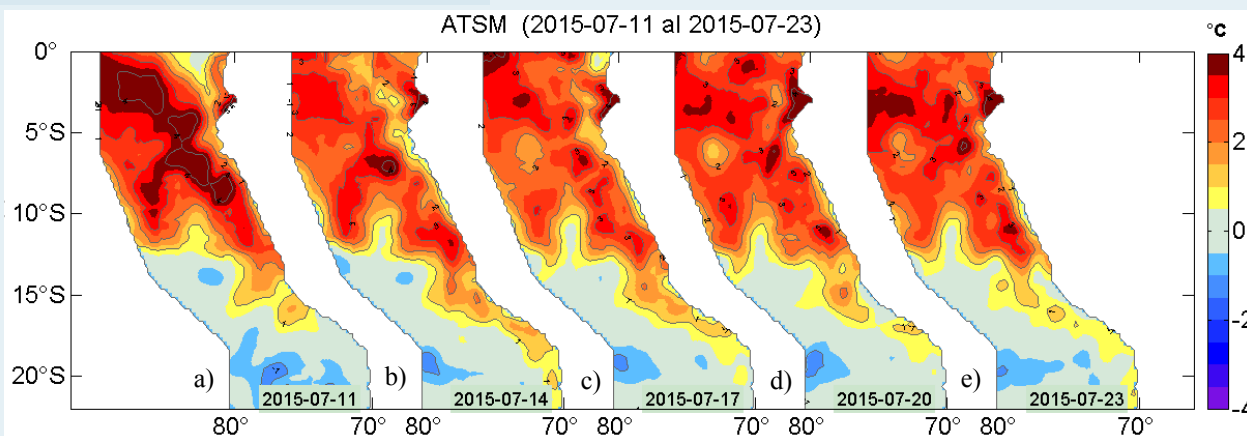 ATSM (2015-07-11 al 2015-07-23)
°C
0°
5°S
10°S
15°S
20°S
4
2
0
-2
-4
a) b) c) d) e)
2015-07-11 2015-07-14 2015-07-17 2015-07-20 2015-07-23
80° 70° 80° 70° 80° 70° 80° 70° 80° 70°